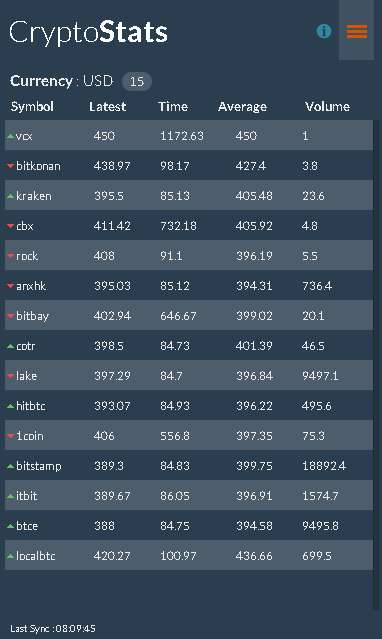 CryptoStats
Currency : USD 15
Symbol Latest Time Average Volume
vcx 450 1172.63 450 1
bitkonan 438.97 98.17 427.4 3.8
kraken 395.5 85.13 405.48 23.6
cbx 411.42 732.18 405.92 4.8
rock 408 91.1 396.19 5.5
anxhk 395.03 85.12 394.31 736.4
bitbay 402.94 646.67 399.02 20.1
cotr 398.5 84.73 401.39 46.5
lake 397.29 84.7 396.84 9497.1
hitbtc 393.07 84.93 396.22 495.6
1coin 406 556.8 397.35 75.3
bitstamp 389.3 84.83 399.75 18892.4
itbit 389.67 86.05 396.91 1574.7
btce 388 84.75 394.58 9495.8
localbtc 420.27 100.97 436.66 699.5
Last Sync : 08:09:45